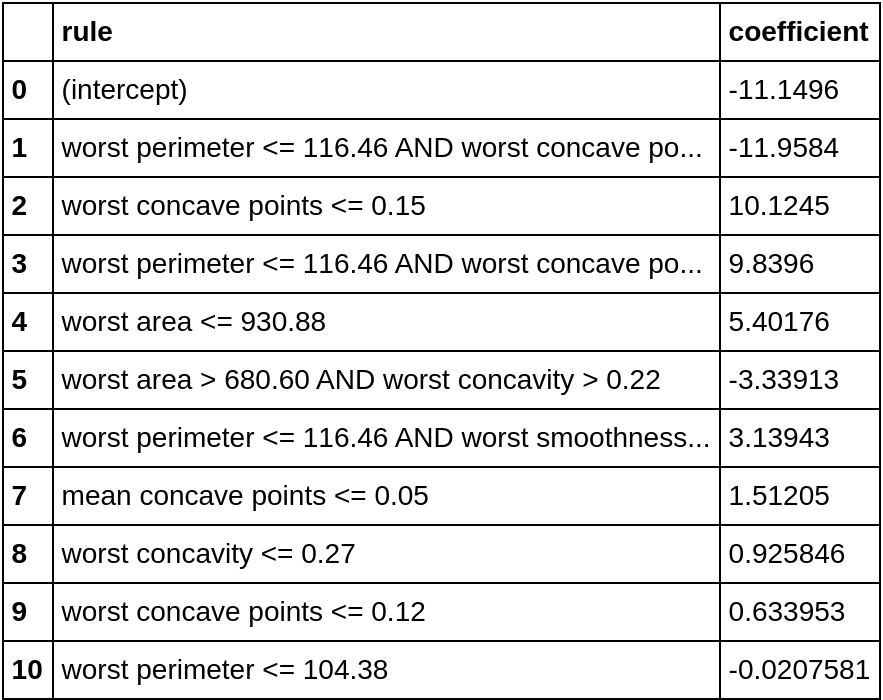 rule coefficient
0 (intercept) -11.1496
1 worst perimeter <= 116.46 AND worst concave po... -11.9584
2 worst concave points <= 0.15 10.1245
3 worst perimeter <= 116.46 AND worst concave po... 9.8396
4 worst area <= 930.88 5.40176
5 worst area > 680.60 AND worst concavity > 0.22 -3.33913
6 worst perimeter <= 116.46 AND worst smoothness... 3.13943
7 mean concave points <= 0.05 1.51205
8 worst concavity <= 0.27 0.925846
9 worst concave points <= 0.12 0.633953
10 worst perimeter <= 104.38 -0.0207581